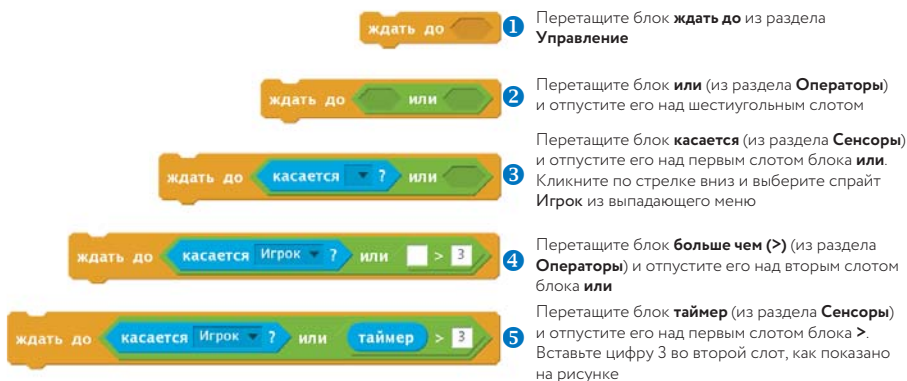 ждать до
1
Перетащите блок ждать до из раздела
Управление
ждать до или
2
Перетащите блок или (из раздела Операторы)
и отпустите его над шестиугольным слотом
ждать до касается ? или
3
Перетащите блок касается (из раздела Сенсоры)
и отпустите его над первым слотом блока или.
Кликните по стрелке вниз и выберите спрайт
Игрок из выпадающего меню
ждать до касается Игрок ? или > 3
4
Перетащите блок больше чем (>) (из раздела
Операторы) и отпустите его над вторым слотом
блока или
ждать до касается Игрок ? или таймер > 3
5
Перетащите блок таймер (из раздела Сенсоры)
и отпустите его над первым слотом блока >.
Вставьте цифру 3 во второй слот, как показано
на рисунке